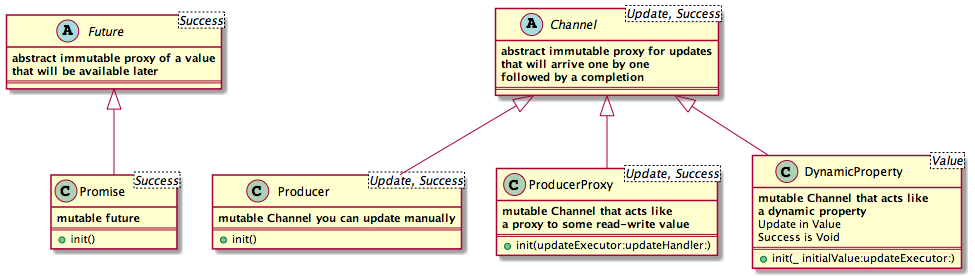 A Future
Success
abstract immutable proxy of a value
that will be available later
A Channel
Update, Success
abstract immutable proxy for updates
that will arrive one by one
followed by a completion
C Promise
Success
mutable future
init()
C Producer
Update, Success
mutable Channel you can update manually
init()
C ProducerProxy
Update, Success
mutable Channel that acts like
a proxy to some read-write value
init(updateExecutor:updateHandler:)
C DynamicProperty
Value
mutable Channel that acts like
a dynamic property
Update in Value
Success is Void
init(_ initialValue:updateExecutor:)